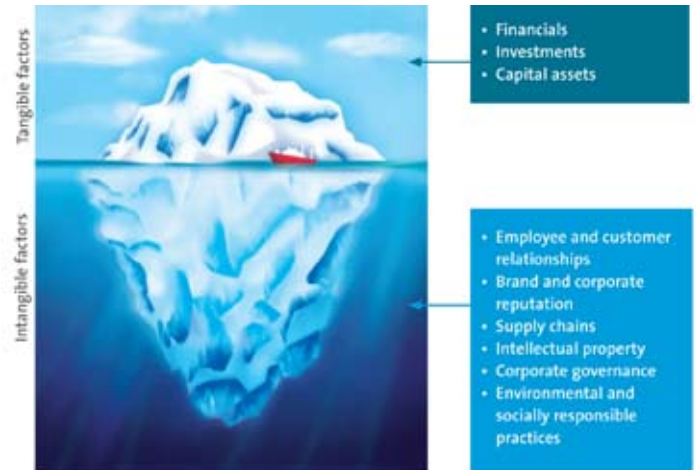 Tangible factors
• Financials
• Investments
• Capital assets
Intangible factors
• Employee and customer
relationships
• Brand and corporate
reputation
• Supply chains
• Intellectual property
• Corporate governance
• Environmental and
socially responsible
practices